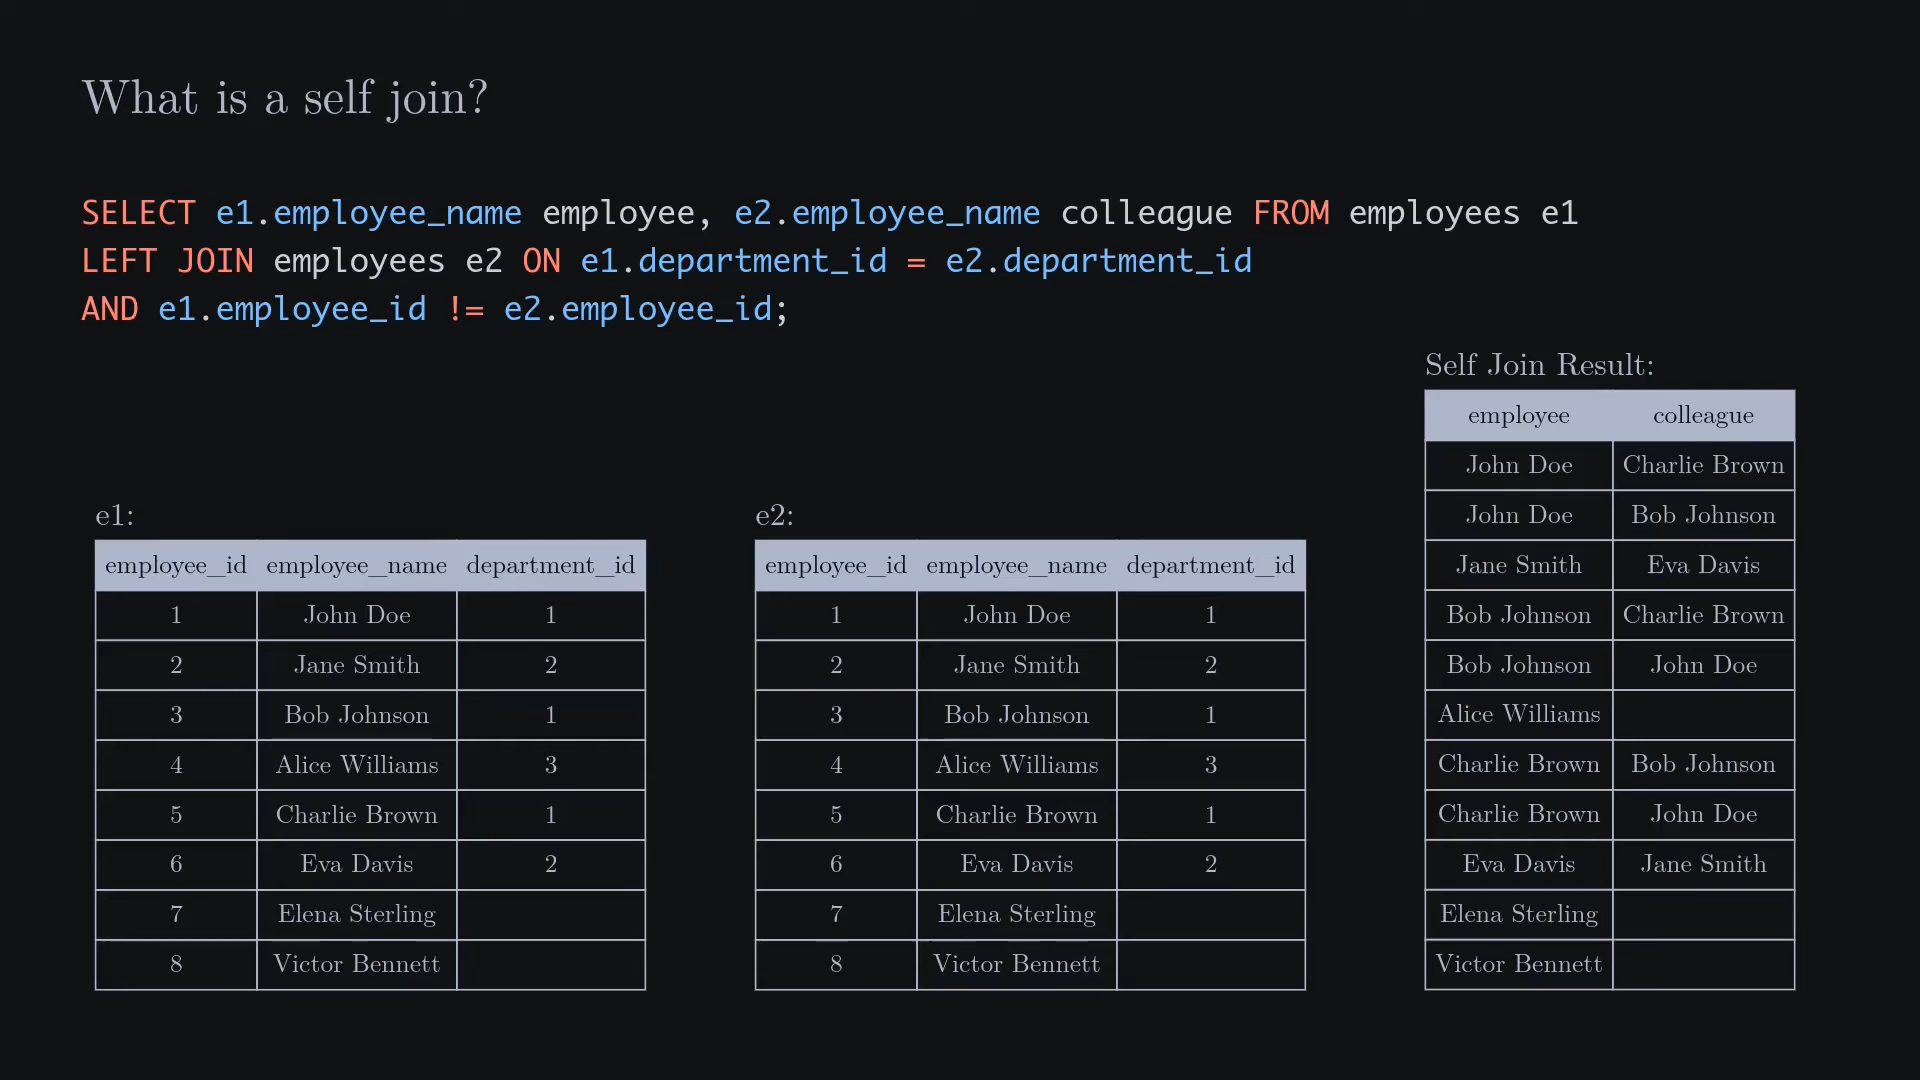 What is a self join?
SELECT e1.employee_name employee, e2.employee_name colleague FROM employees e1
LEFT JOIN employees e2 ON e1.department_id = e2.department_id
AND e1.employee_id != e2.employee_id;
e1:
employee_id employee_name department_id
1 John Doe 1
2 Jane Smith 2
3 Bob Johnson 1
4 Alice Williams 3
5 Charlie Brown 1
6 Eva Davis 2
7 Elena Sterling
8 Victor Bennett
e2:
employee_id employee_name department_id
1 John Doe 1
2 Jane Smith 2
3 Bob Johnson 1
4 Alice Williams 3
5 Charlie Brown 1
6 Eva Davis 2
7 Elena Sterling
8 Victor Bennett
Self Join Result:
employee colleague
John Doe Charlie Brown
John Doe Bob Johnson
Jane Smith Eva Davis
Bob Johnson Charlie Brown
Bob Johnson John Doe
Alice Williams
Charlie Brown Bob Johnson
Charlie Brown John Doe
Eva Davis Jane Smith
Elena Sterling
Victor Bennett